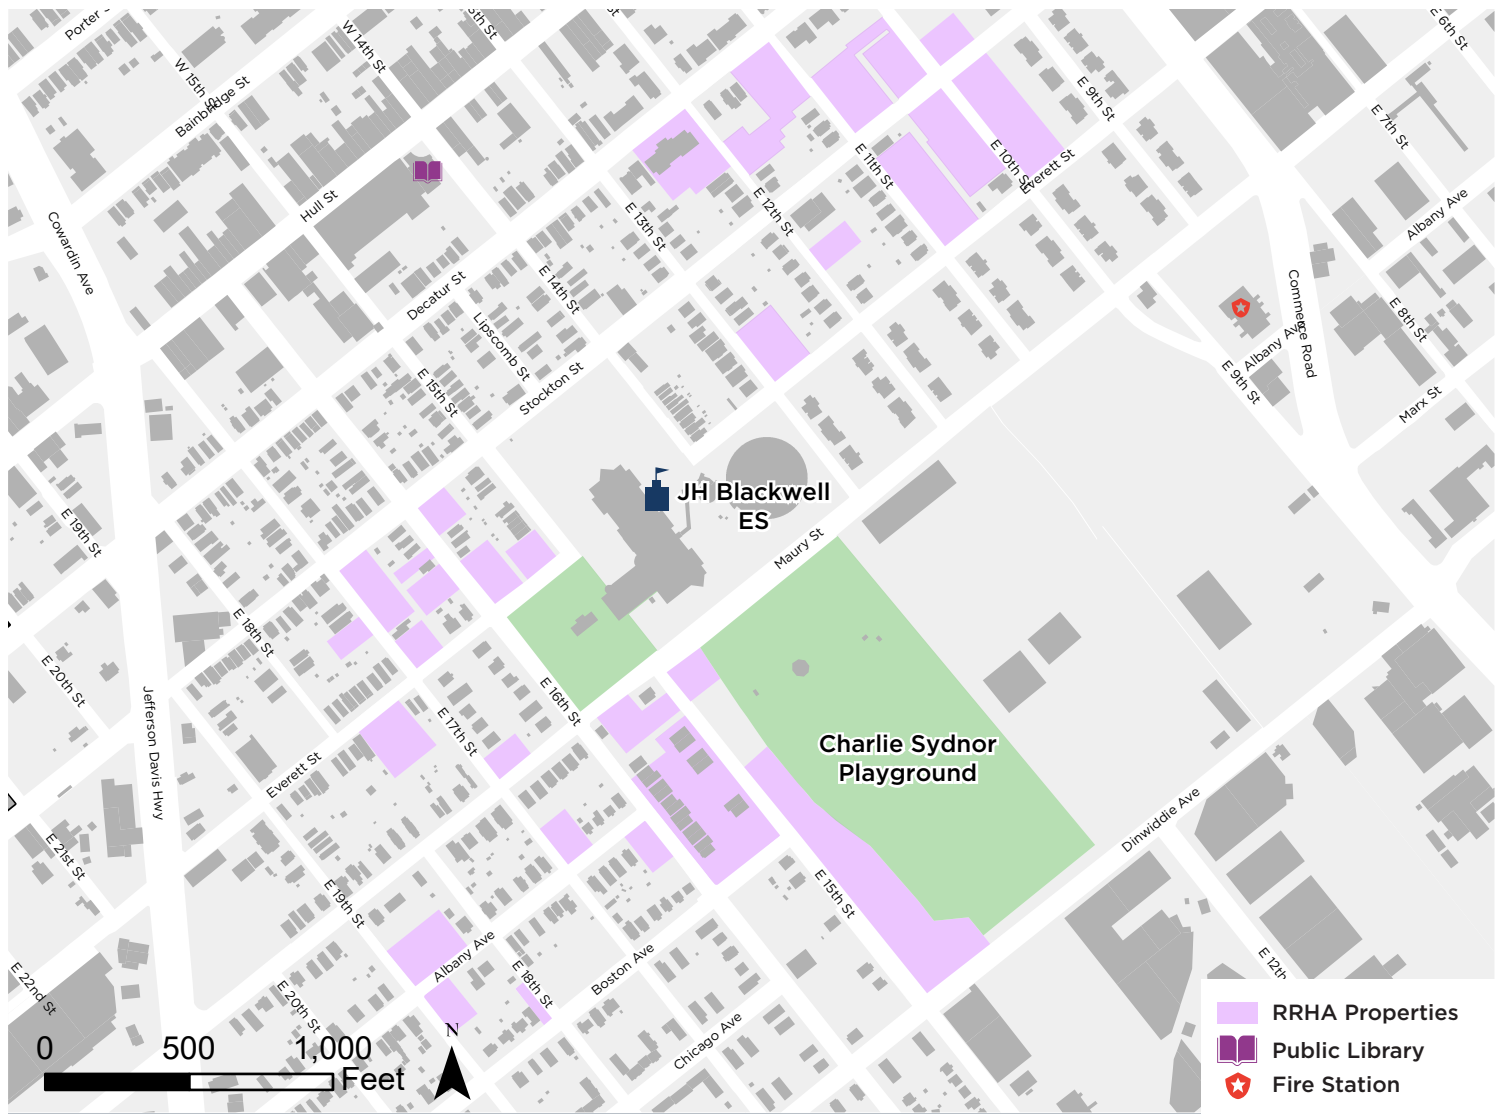 Porter S
W 14th St
5th St
St
E 6th St
W 15th S
Bainbridge St
E 9th St
E 7th St
E 11th St
E 10th St
Everett St
Hull St
E 12th St
E 13th St
Albany Ave
Cowardin Ave
Decatur St
E 14th St
Commerce Road
E 8th St
Lipscomb St
Albany Ave
E 15th St
Stockton St
E 9th St
Marx St
JH Blackwell
ES
E 19th St
Maury St
E 18th St
E 20th St
E 16th St
Jefferson Davis Hwy
E 17th St
Charlie Sydnor
Playground
Everett St
Dinwiddie Ave
E 21st St
E 19th St
E 15th St
Albany Ave
E 18th St
Boston Ave
E 12th
E 22nd St
E 20th St
Chicago Ave
N
0 500 1,000
Feet
RRHA Properties
Public Library
Fire Station